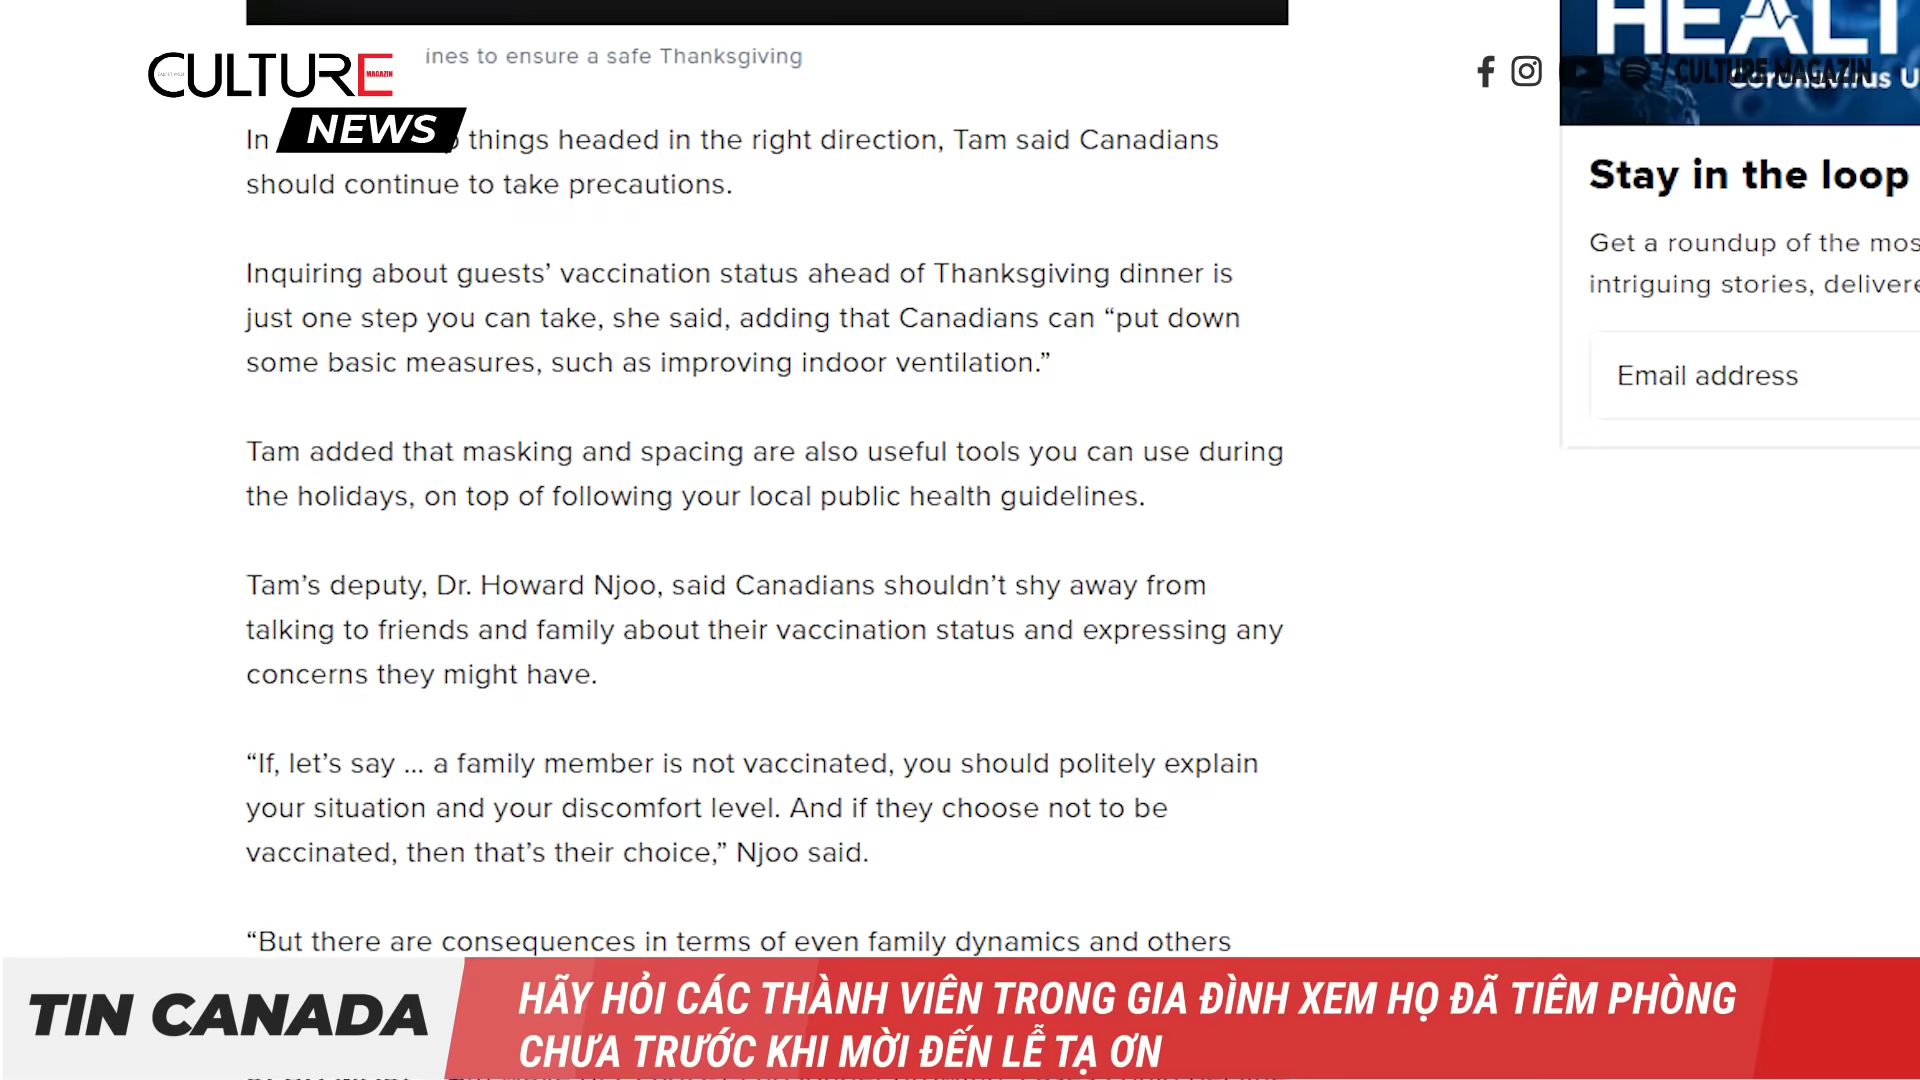 HEALT
CULTURE
MAGAZIN
ines to ensure a safe Thanksgiving
CULTURE MAGAZIN
Coronavirus U
NEWS
In things headed in the right direction, Tam said Canadians
should continue to take precautions.
Inquiring about guests’ vaccination status ahead of Thanksgiving dinner is
just one step you can take, she said, adding that Canadians can “put down
some basic measures, such as improving indoor ventilation.”
Tam added that masking and spacing are also useful tools you can use during
the holidays, on top of following your local public health guidelines.
Tam’s deputy, Dr. Howard Njoo, said Canadians shouldn’t shy away from
talking to friends and family about their vaccination status and expressing any
concerns they might have.
“If, let’s say ... a family member is not vaccinated, you should politely explain
your situation and your discomfort level. And if they choose not to be
vaccinated, then that’s their choice,” Njoo said.
“But there are consequences in terms of even family dynamics and others
Stay in the loop
Get a roundup of the mos
intriguing stories, delivere
Email address
TIN CANADA
HÃY HỎI CÁC THÀNH VIÊN TRONG GIA ĐÌNH XEM HỌ ĐÃ TIÊM PHÒNG
CHƯA TRƯỚC KHI MỜI ĐẾN LỄ TẠ ƠN